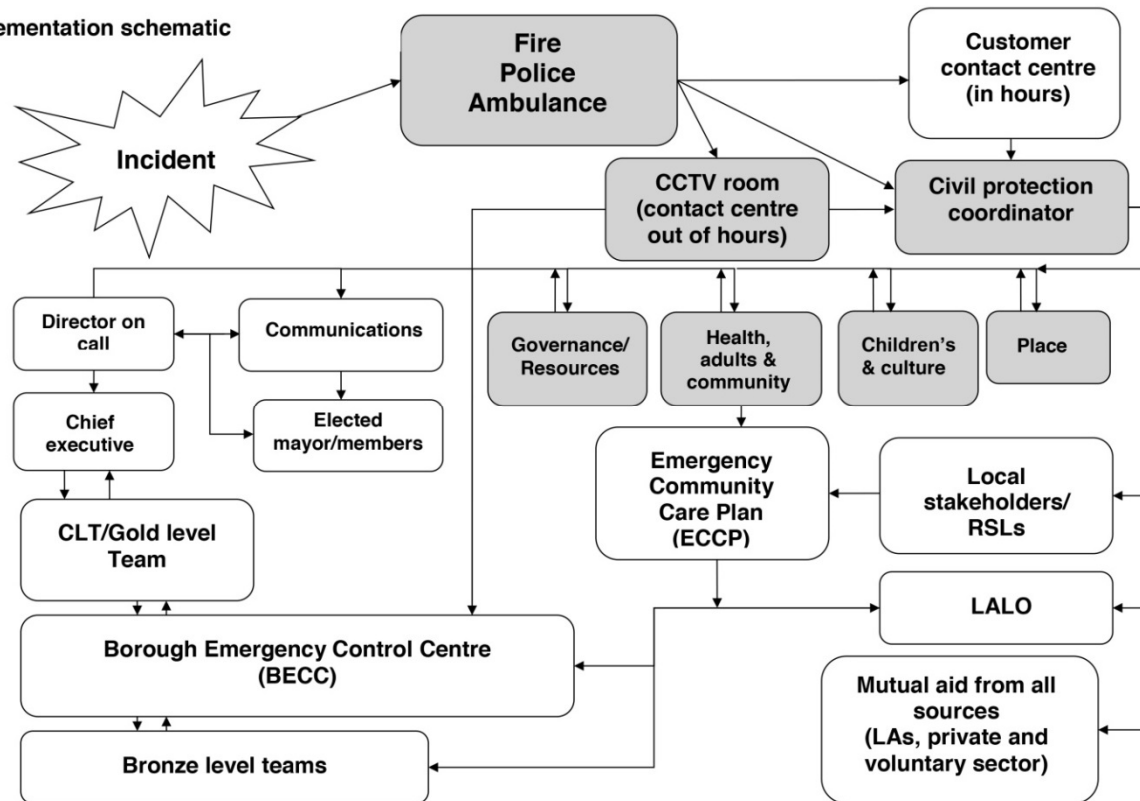 ementation schematic
Fire
Police
Ambulance
Customer
contact centre
(in hours)
Incident
CCTV room
(contact centre
out of hours)
Civil protection
coordinator
Director on
call
Communications
Governance/
Resources
Health,
adults &
community
Children's
& culture
Place
Chief
executive
Elected
mayor/members
Emergency
Community
Care Plan
(ECCP)
Local
stakeholders/
RSLs
CLT/Gold level
Team
LALO
Borough Emergency Control Centre
(BECC)
Mutual aid from all
sources
(LAs, private and
voluntary sector)
Bronze level teams